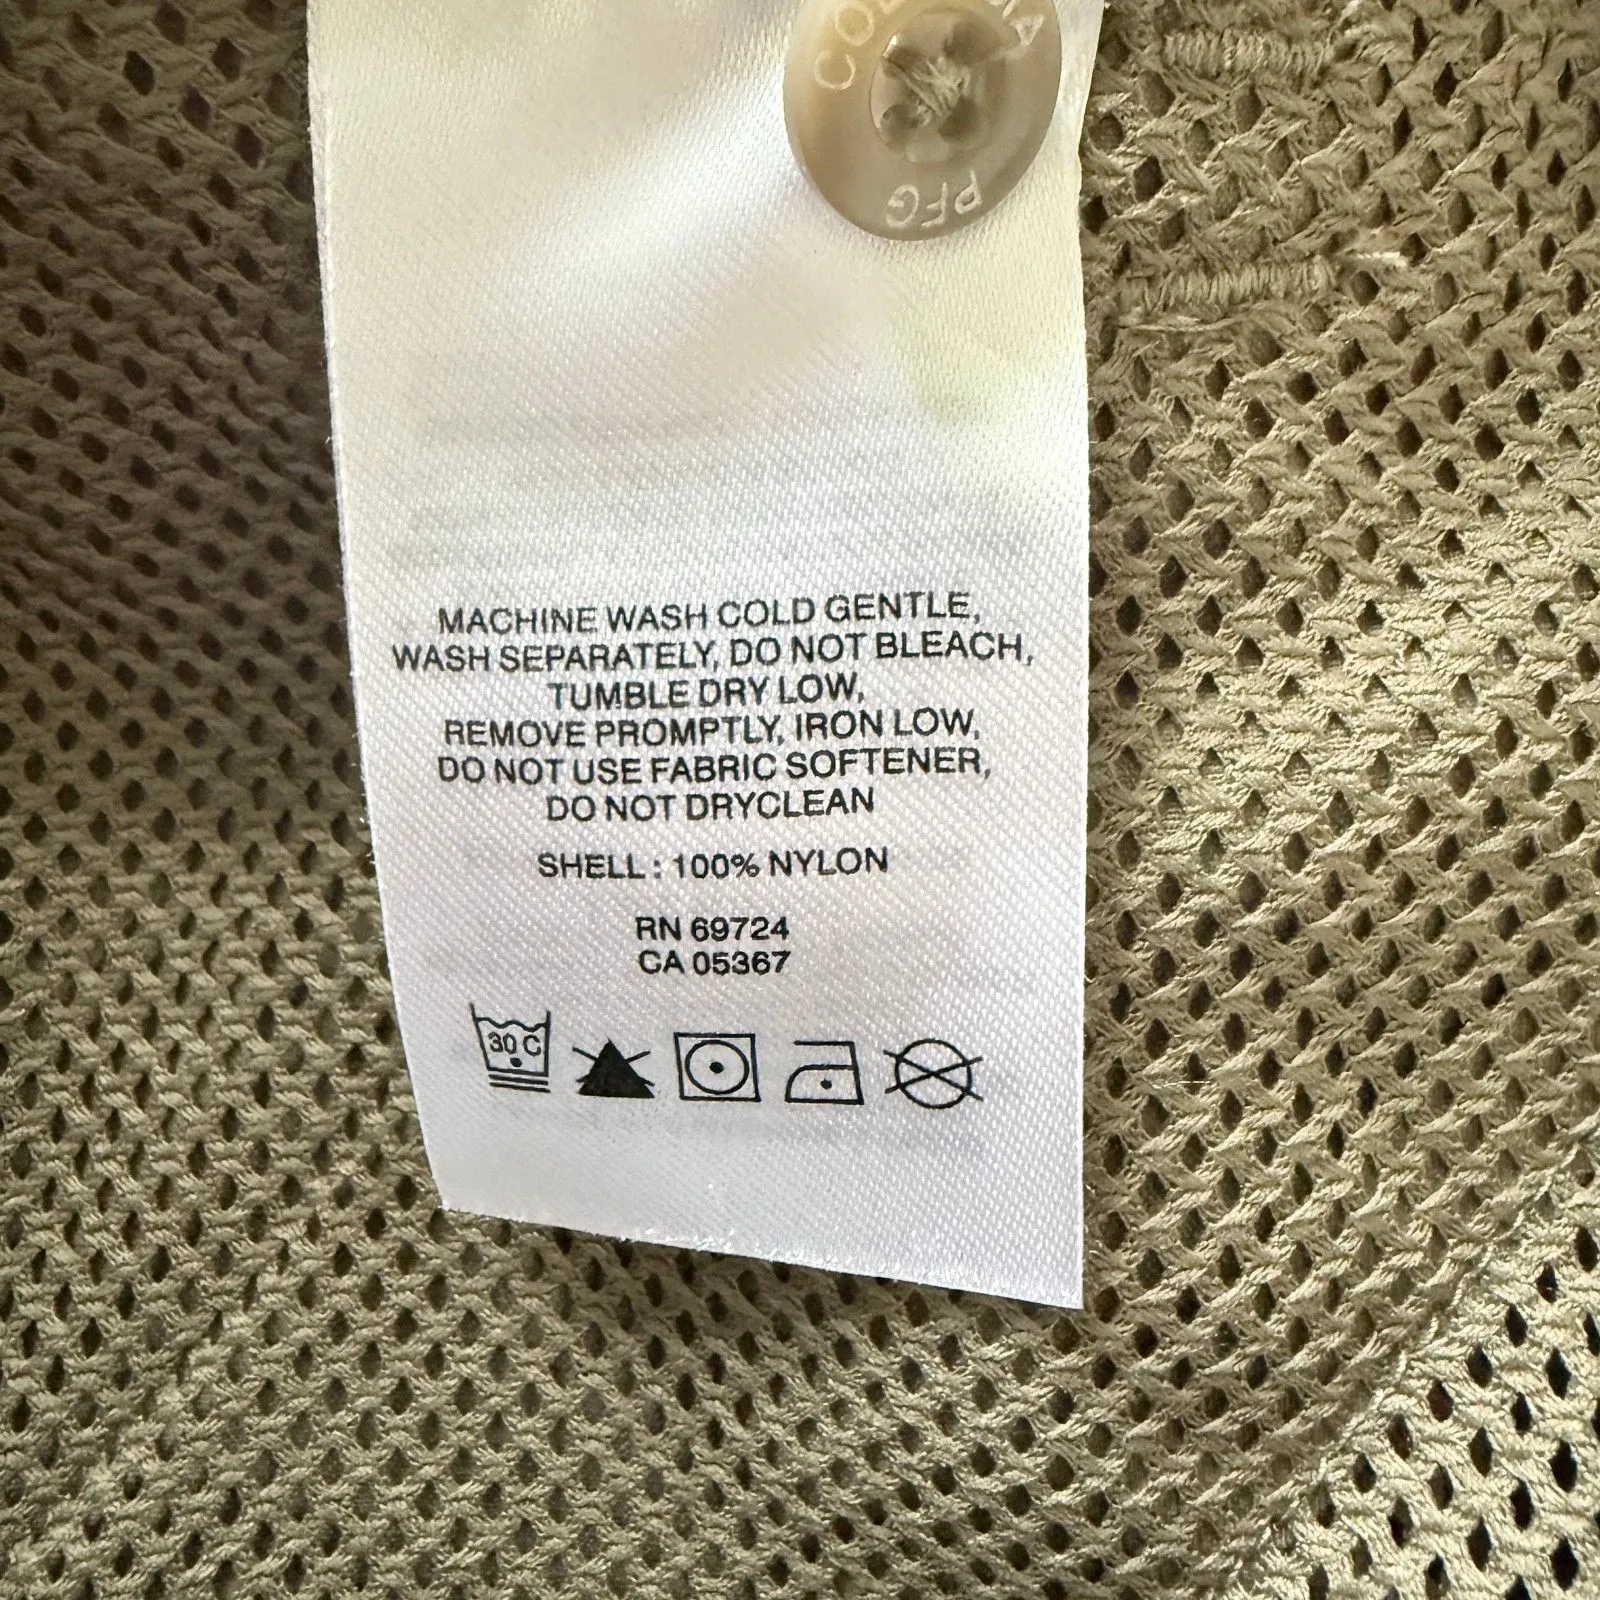 PFG
MACHINE WASH COLD GENTLE,
WASH SEPARATELY, DO NOT BLEACH,
TUMBLE DRY LOW,
REMOVE PROMPTLY, IRON LOW,
DO NOT USE FABRIC SOFTENER,
DO NOT DRYCLEAN
SHELL : 100% NYLON
RN 69724
CA 05367
30 C